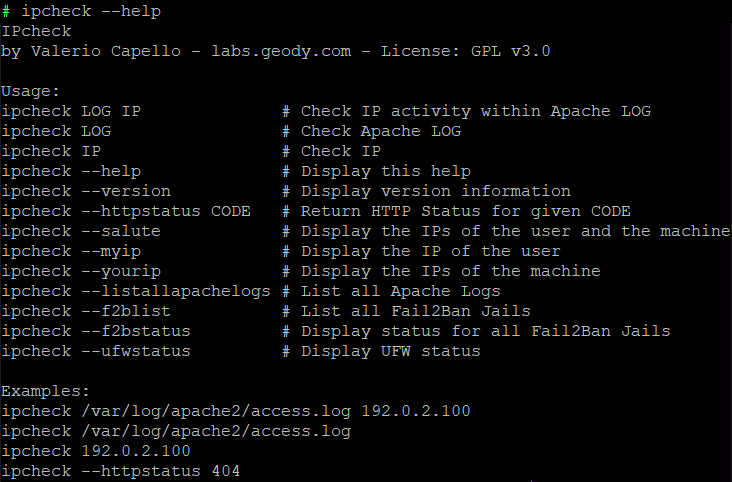 # ipcheck --help
IPcheck
by Valerio Capello - labs.geody.com - License: GPL v3.0

Usage:
ipcheck LOG IP              # Check IP activity within Apache LOG
ipcheck LOG                 # Check Apache LOG
ipcheck IP                  # Check IP
ipcheck --help              # Display this help
ipcheck --version           # Display version information
ipcheck --httpstatus CODE   # Return HTTP Status for given CODE
ipcheck --salute            # Display the IPs of the user and the machine
ipcheck --myip              # Display the IP of the user
ipcheck --yourip            # Display the IPs of the machine
ipcheck --listallapachelogs # List all Apache Logs
ipcheck --f2blist           # List all Fail2Ban Jails
ipcheck --f2bstatus         # Display status for all Fail2Ban Jails
ipcheck --ufwstatus         # Display UFW status

Examples:
ipcheck /var/log/apache2/access.log 192.0.2.100
ipcheck /var/log/apache2/access.log
ipcheck 192.0.2.100
ipcheck --httpstatus 404